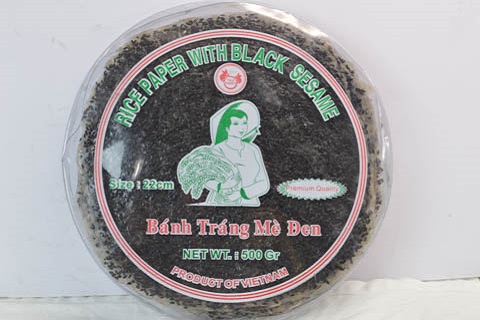 RICE PAPER WITH BLACK SESAME
Size : 22cm
Premium Quality
Bánh Tráng Mè Đen
NET WT. : 500 Gr
PRODUCT OF VIETNAM